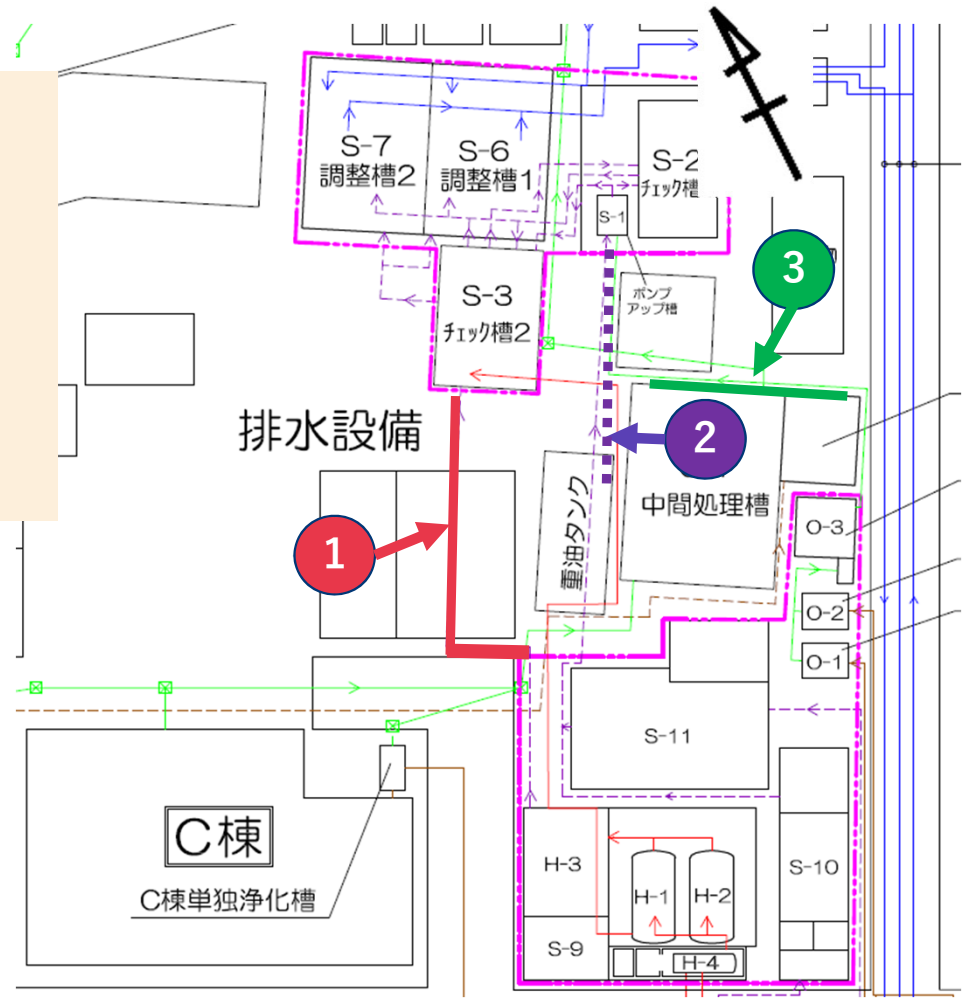 S-7
調整槽2
S-6
調整槽1
S-2
チェック槽
S-1
3
ポンプ
アップ槽
S-3
チェック槽2
排水設備
2
中間処理槽
重油タンク
1
O-3
O-2
O-1
S-11
C棟
C棟単独浄化槽
H-3
H-1
H-2
S-10
S-9
H-4